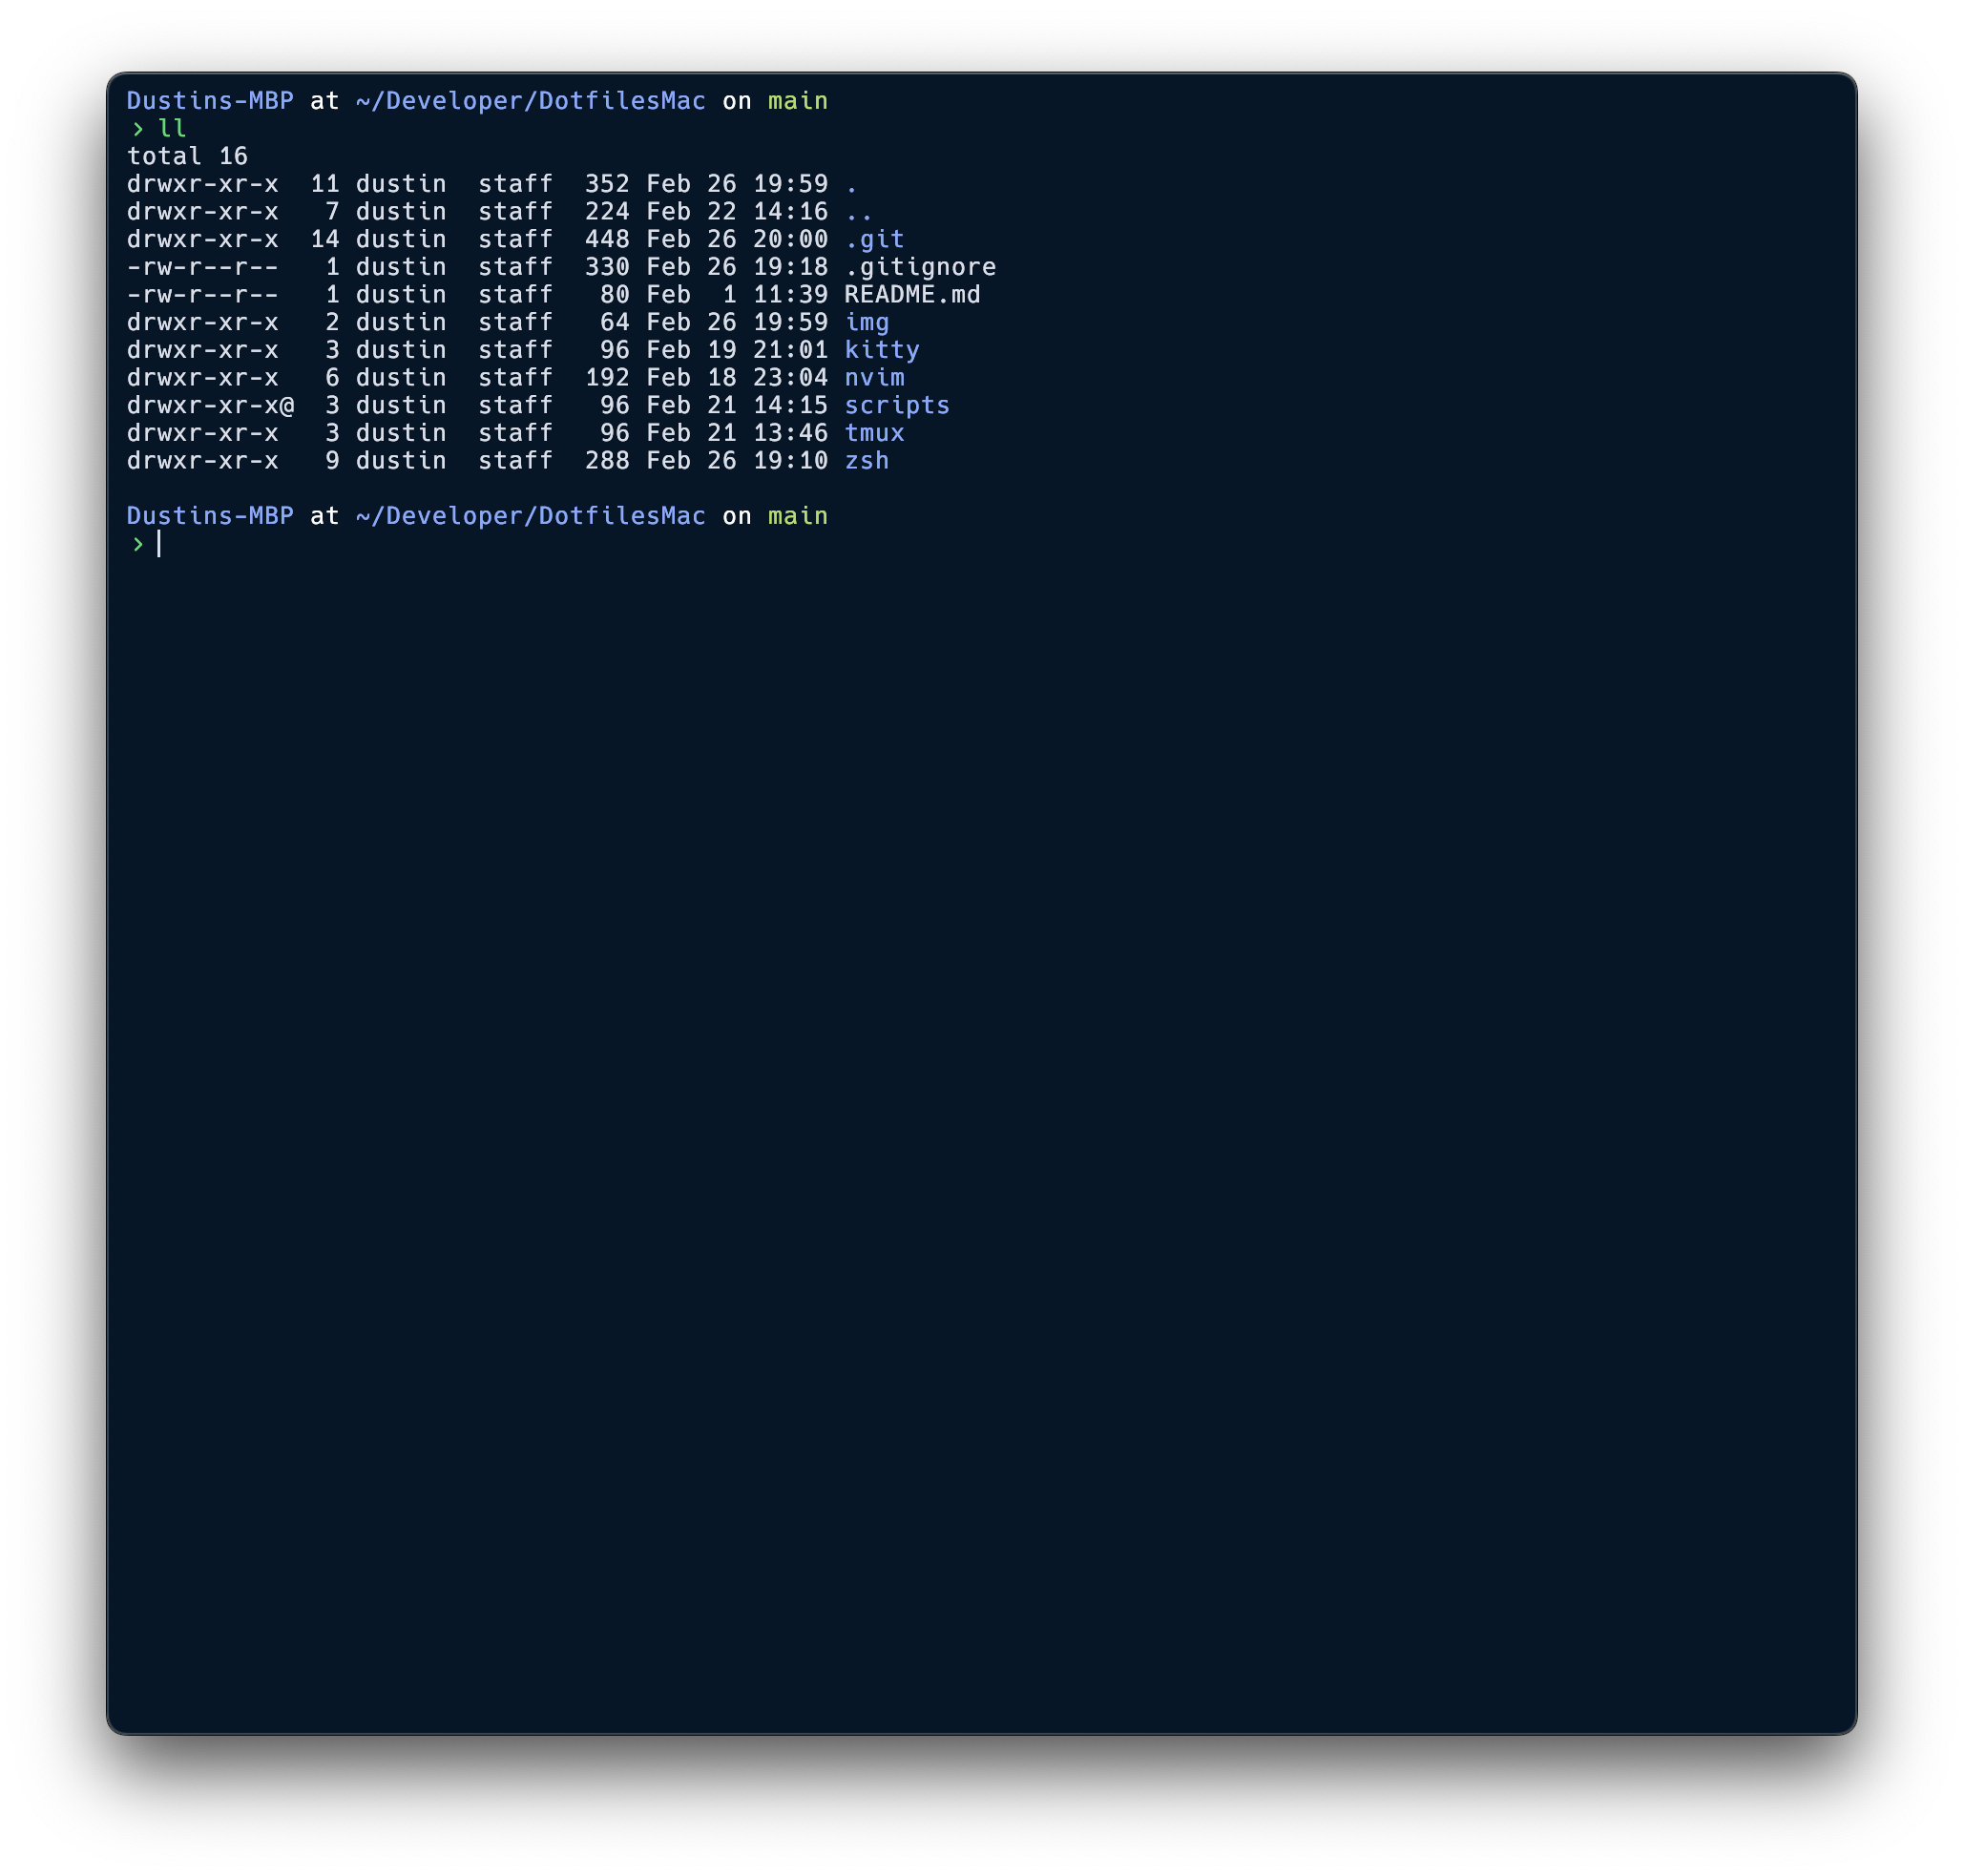 Dustins-MBP at ~/Developer/DotfilesMac on main
› ll
total 16
drwxr-xr-x  11 dustin  staff  352 Feb 26 19:59 .
drwxr-xr-x   7 dustin  staff  224 Feb 22 14:16 ..
drwxr-xr-x  14 dustin  staff  448 Feb 26 20:00 .git
-rw-r--r--   1 dustin  staff  330 Feb 26 19:18 .gitignore
-rw-r--r--   1 dustin  staff   80 Feb  1 11:39 README.md
drwxr-xr-x   2 dustin  staff   64 Feb 26 19:59 img
drwxr-xr-x   3 dustin  staff   96 Feb 19 21:01 kitty
drwxr-xr-x   6 dustin  staff  192 Feb 18 23:04 nvim
drwxr-xr-x@  3 dustin  staff   96 Feb 21 14:15 scripts
drwxr-xr-x   3 dustin  staff   96 Feb 21 13:46 tmux
drwxr-xr-x   9 dustin  staff  288 Feb 26 19:10 zsh
Dustins-MBP at ~/Developer/DotfilesMac on main
›